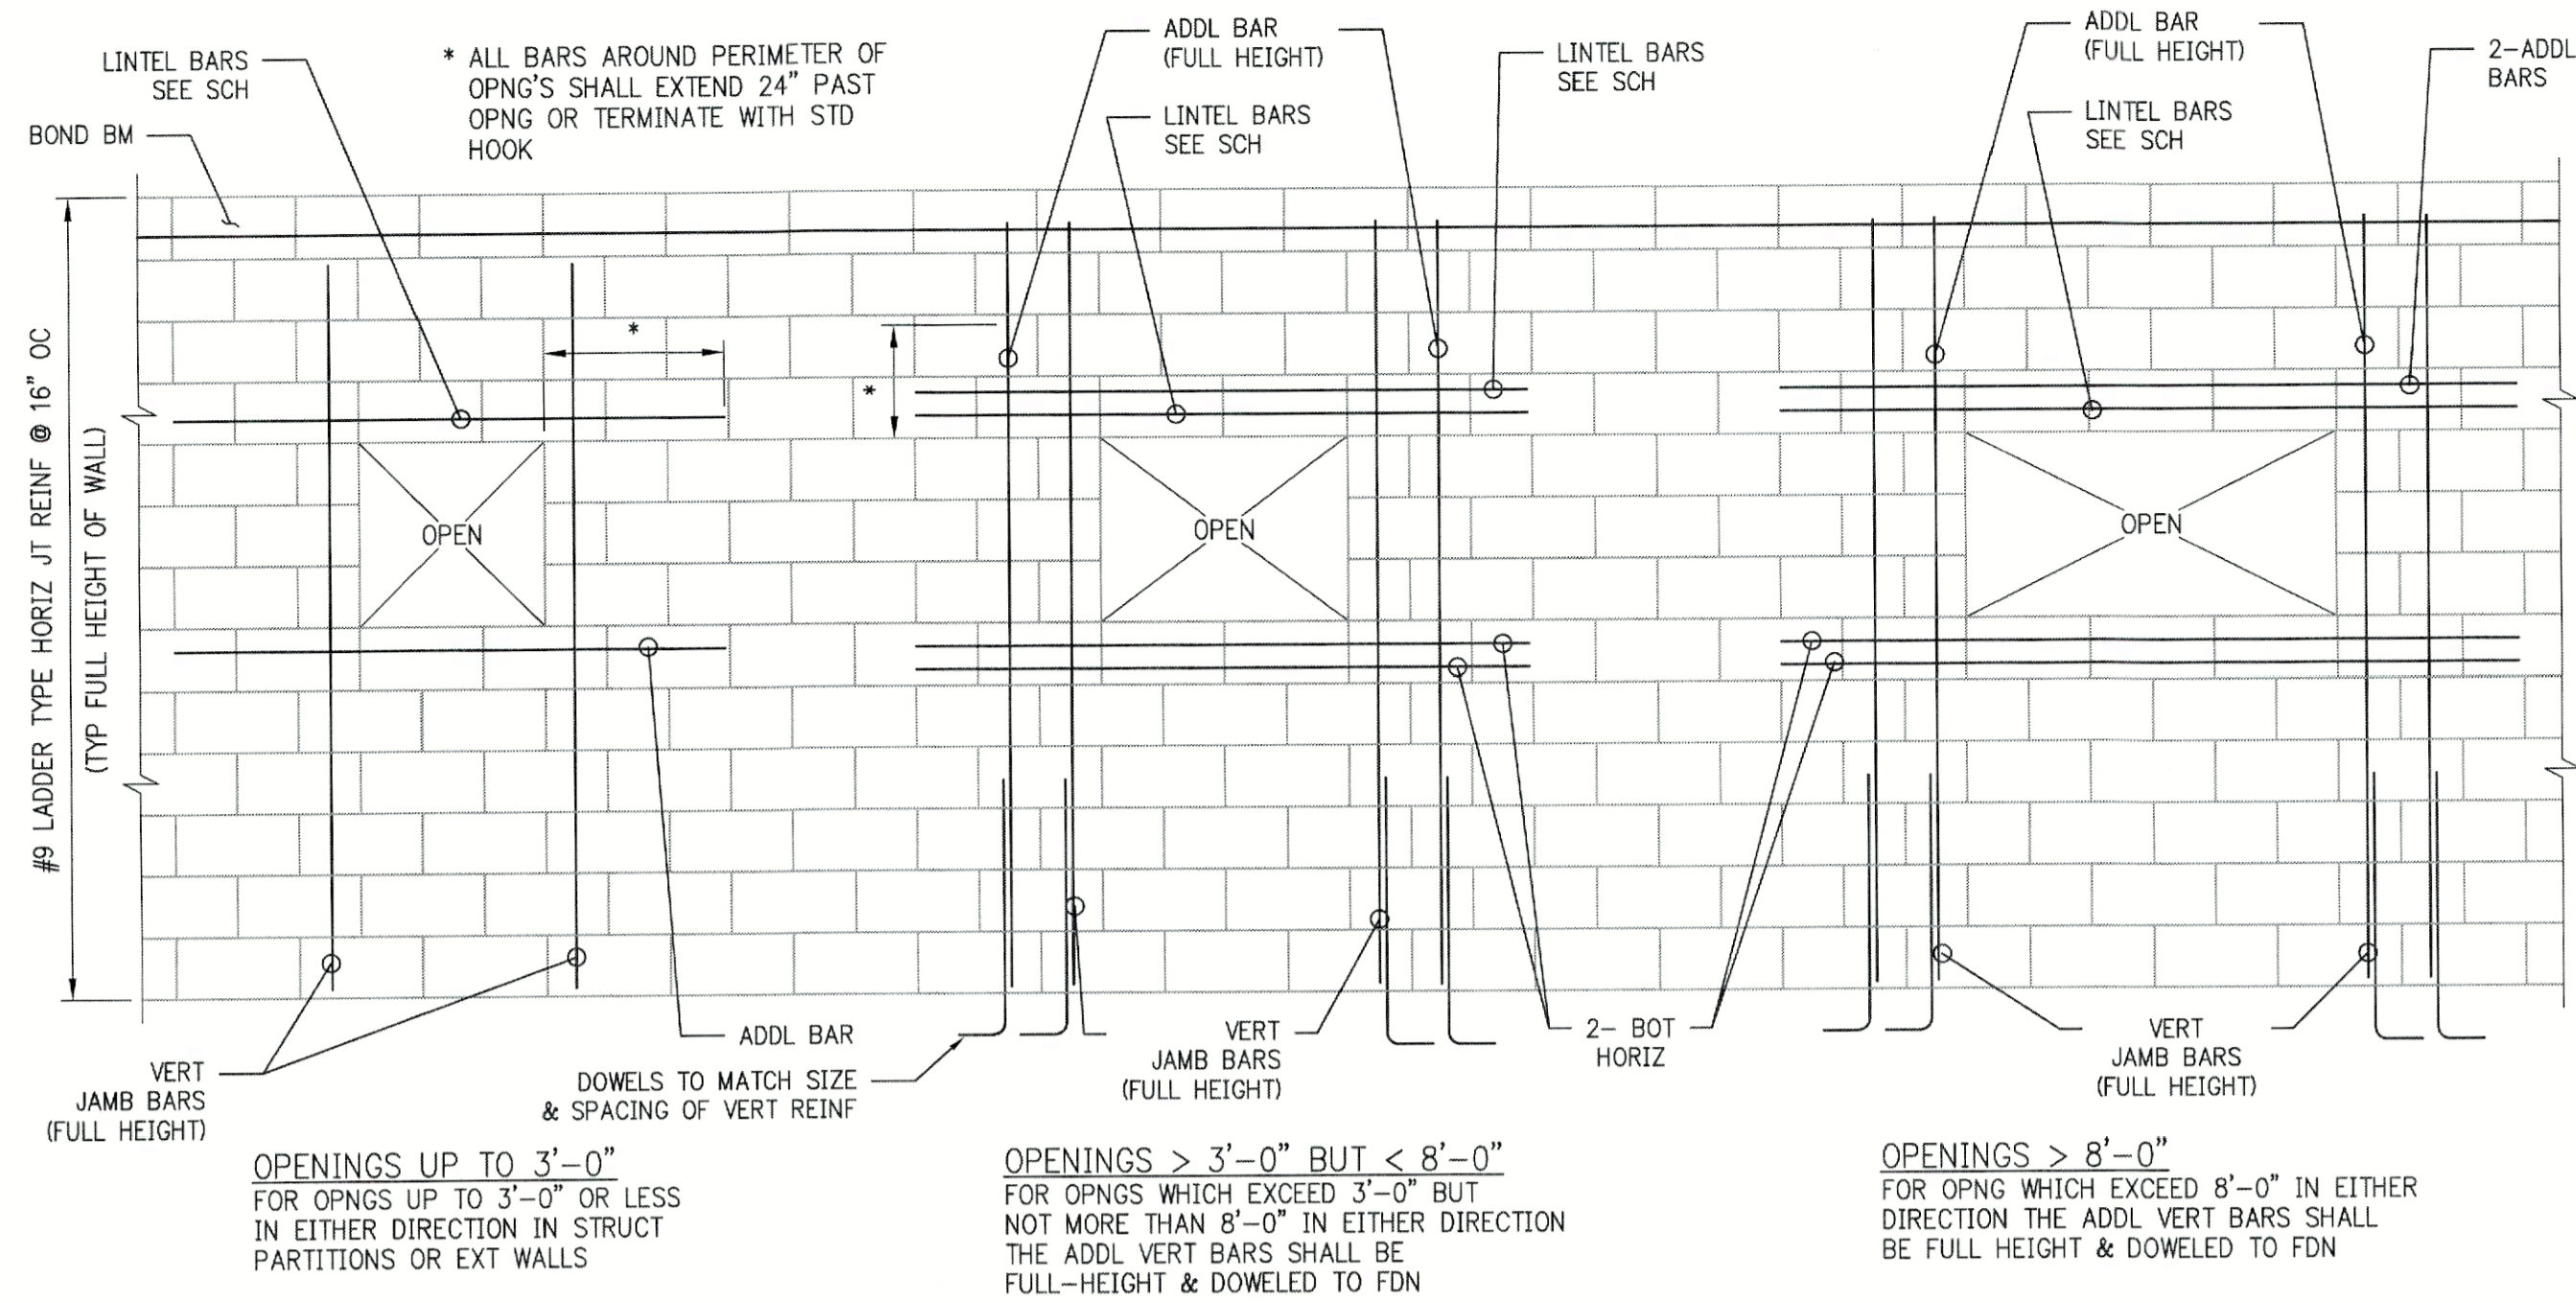 LINTEL BARS
SEE SCH
BOND BM
* ALL BARS AROUND PERIMETER OF
OPNG'S SHALL EXTEND 24" PAST
OPNG OR TERMINATE WITH STD
HOOK
ADDL BAR
(FULL HEIGHT)
LINTEL BARS
SEE SCH
LINTEL BARS
SEE SCH
ADDL BAR
(FULL HEIGHT)
LINTEL BARS
SEE SCH
2-ADDL
BARS
#9 LADDER TYPE HORIZ JT REINF @ 16" OC
(TYP FULL HEIGHT OF WALL)
*
*
OPEN
OPEN
OPEN
VERT
JAMB BARS
(FULL HEIGHT)
ADDL BAR
DOWELS TO MATCH SIZE
& SPACING OF VERT REINF
VERT
JAMB BARS
(FULL HEIGHT)
2- BOT
HORIZ
VERT
JAMB BARS
(FULL HEIGHT)
OPENINGS UP TO 3'-0"
FOR OPNGS UP TO 3'-0" OR LESS
IN EITHER DIRECTION IN STRUCT
PARTITIONS OR EXT WALLS
OPENINGS > 3'-0" BUT < 8'-0"
FOR OPNGS WHICH EXCEED 3'-0" BUT
NOT MORE THAN 8'-0" IN EITHER DIRECTION
THE ADDL VERT BARS SHALL BE
FULL-HEIGHT & DOWELED TO FDN
OPENINGS > 8'-0"
FOR OPNG WHICH EXCEED 8'-0" IN EITHER
DIRECTION THE ADDL VERT BARS SHALL
BE FULL HEIGHT & DOWELED TO FDN